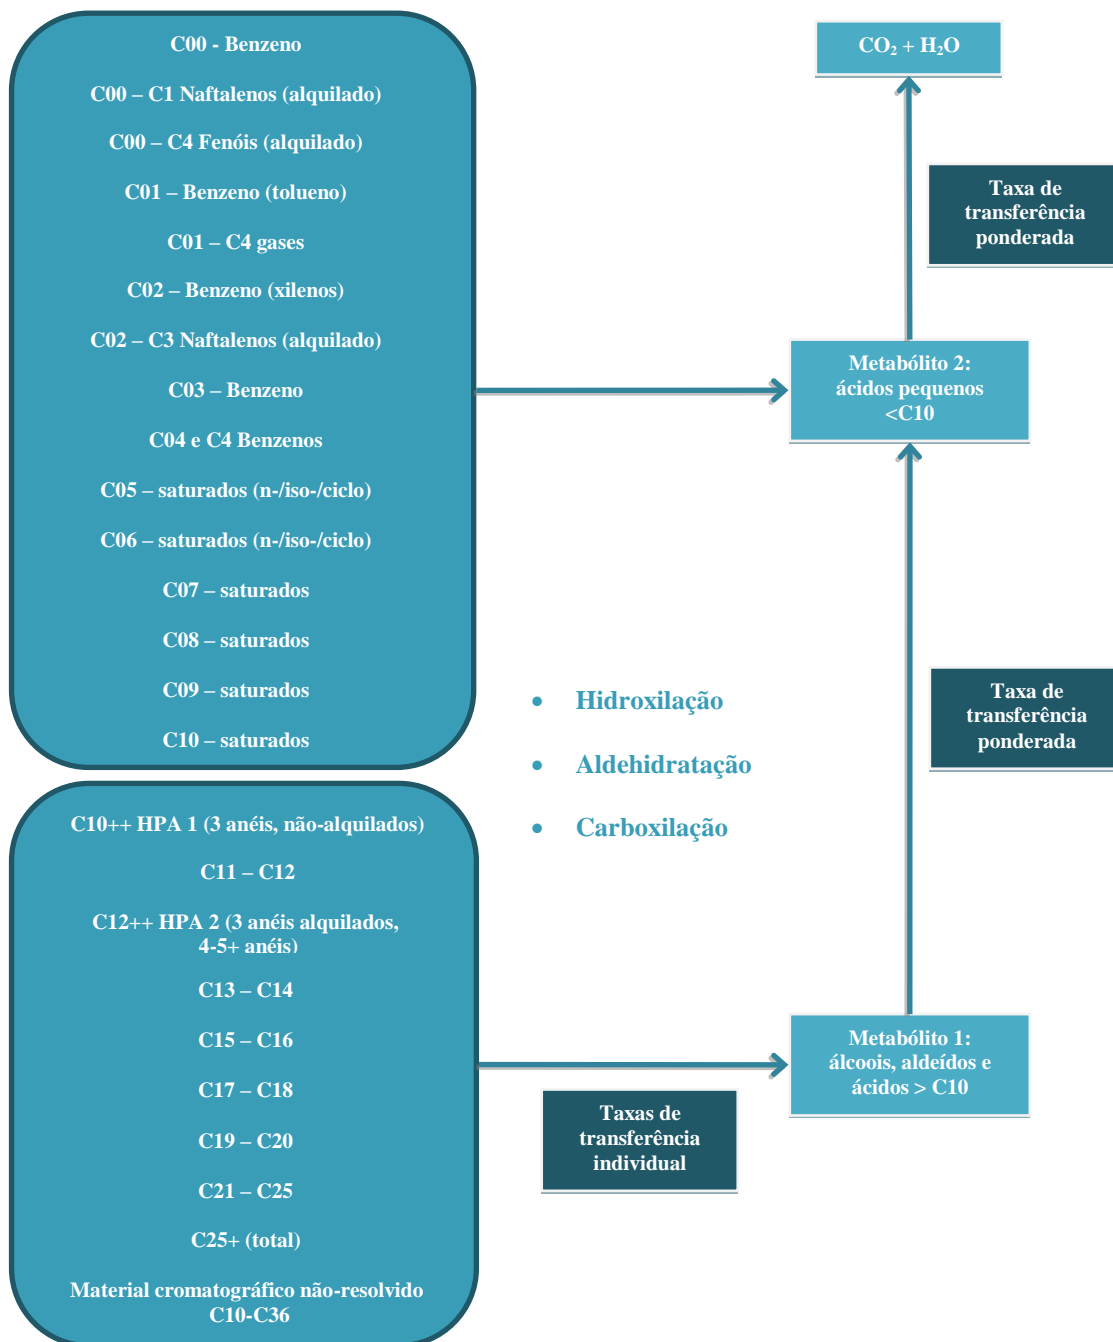 C00 - Benzeno
C00 – C1 Naftalenos (alquilado)
C00 – C4 Fenóis (alquilado)
C01 – Benzeno (tolueno)
C01 – C4 gases
C02 – Benzeno (xilenos)
C02 – C3 Naftalenos (alquilado)
C03 – Benzeno
C04 e C4 Benzenos
C05 – saturados (n-/iso-/ciclo)
C06 – saturados (n-/iso-/ciclo)
C07 – saturados
C08 – saturados
C09 – saturados
C10 – saturados
C10++ HPA 1 (3 anéis, não-alquilados)
C11 – C12
C12++ HPA 2 (3 anéis alquilados,
4-5+ anéis)
C13 – C14
C15 – C16
C17 – C18
C19 – C20
C21 – C25
C25+ (total)
Material cromatográfico não-resolvido
C10-C36
• Hidroxilação
• Aldehidratação
• Carboxilação
Taxas de
transferência
individual
CO₂ + H₂O
Taxa de
transferência
ponderada
Metabólito 2:
ácidos pequenos
<C10
Taxa de
transferência
ponderada
Metabólito 1:
álcoois, aldeídos e
ácidos > C10